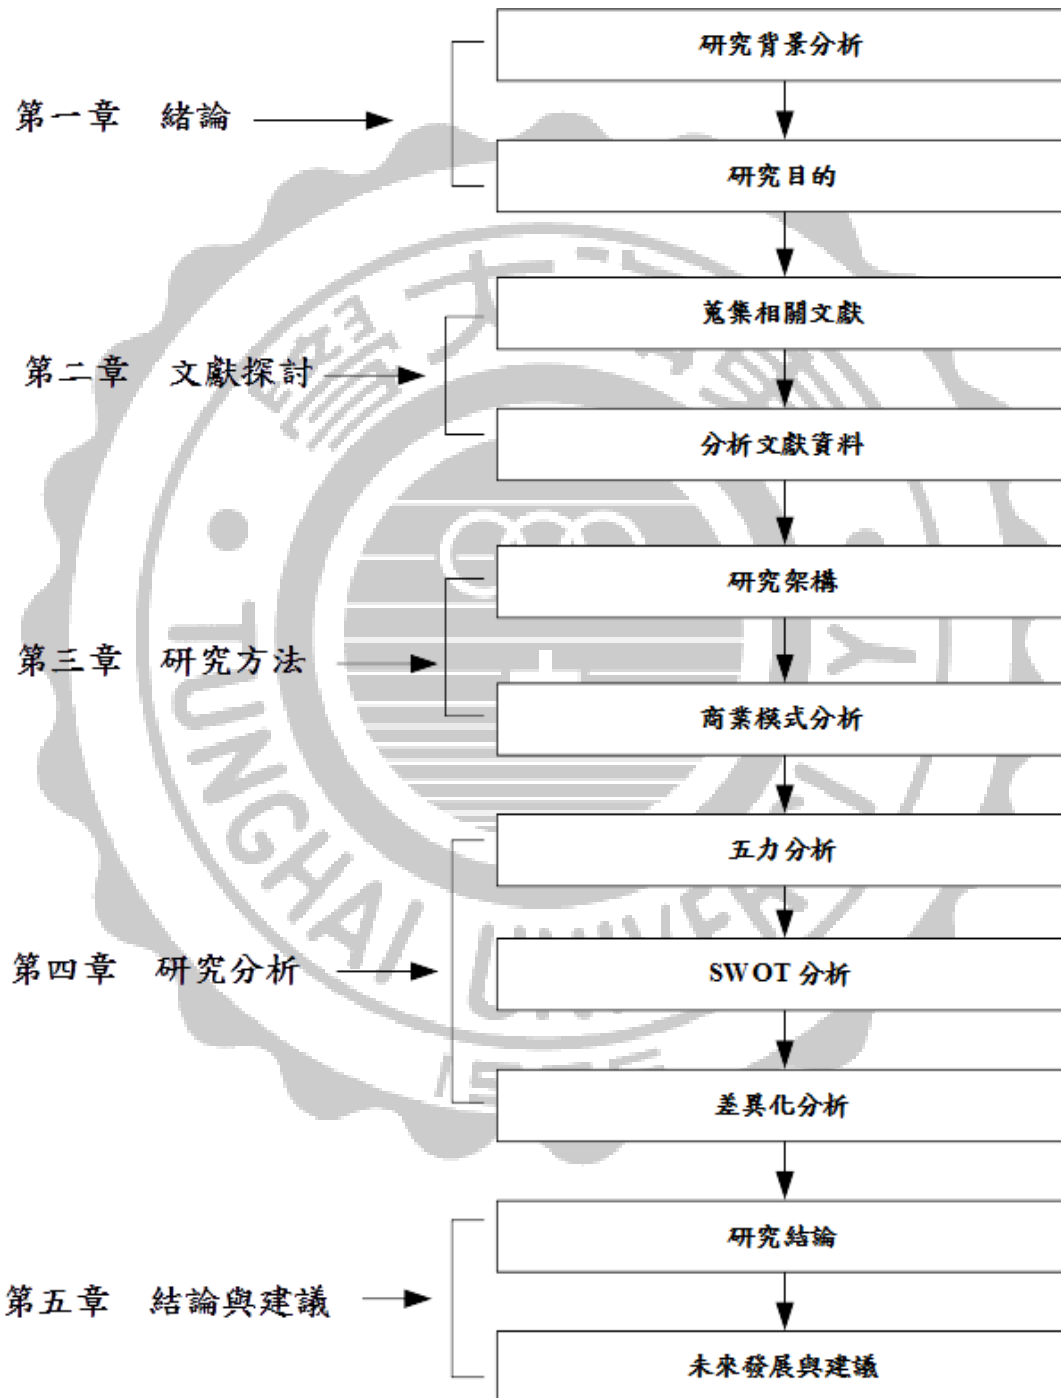 研究背景分析
第一章 緒論
研究目的
蒐集相關文獻
第二章 文獻探討
分析文獻資料
研究架構
第三章 研究方法
商業模式分析
五力分析
第四章 研究分析
SWOT 分析
差異化分析
研究結論
第五章 結論與建議
未來發展與建議
TUNGHAI UNIVER Y